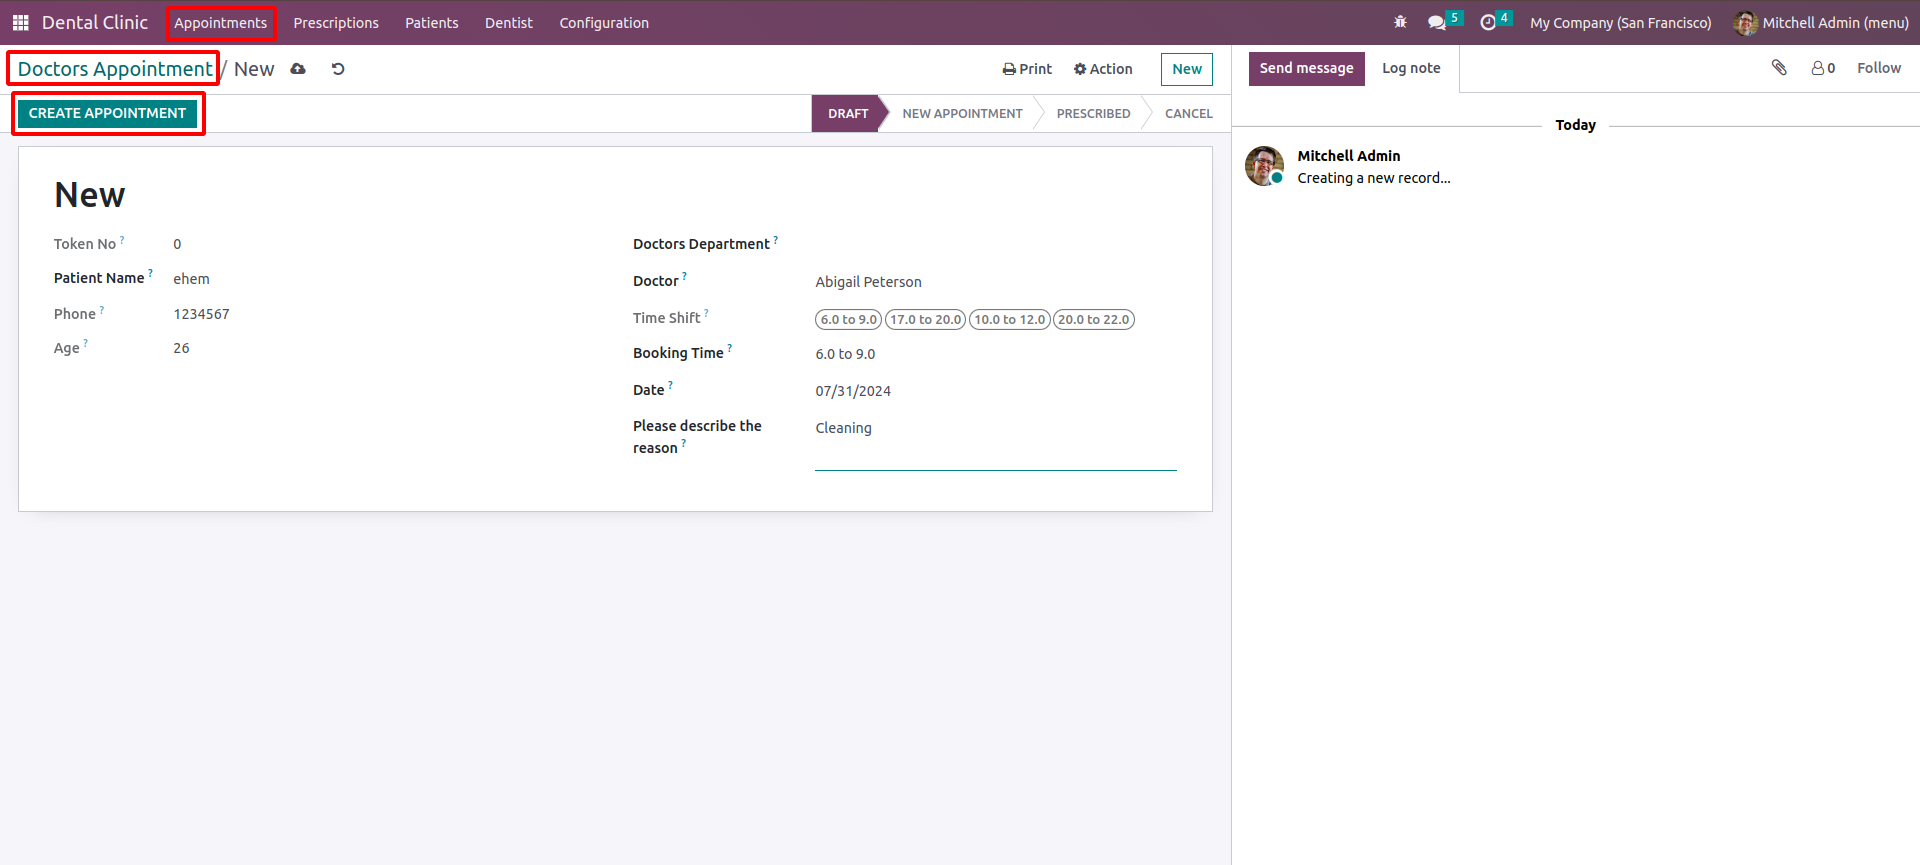 Dental Clinic Appointments Prescriptions Patients Dentist Configuration 5 4 My Company (San Francisco) Mitchell Admin (menu)
Doctors Appointment / New Print Action New
CREATE APPOINTMENT DRAFT NEW APPOINTMENT PRESCRIBED CANCEL
New
Token No ? 0
Patient Name ? ehem
Phone ? 1234567
Age ? 26
Doctors Department ?
Doctor ? Abigail Peterson
Time Shift ? 6.0 to 9.0 17.0 to 20.0 10.0 to 12.0 20.0 to 22.0
Booking Time ? 6.0 to 9.0
Date ? 07/31/2024
Please describe the Cleaning
reason ?
Send message Log note 0 Follow
Today
Mitchell Admin
Creating a new record...